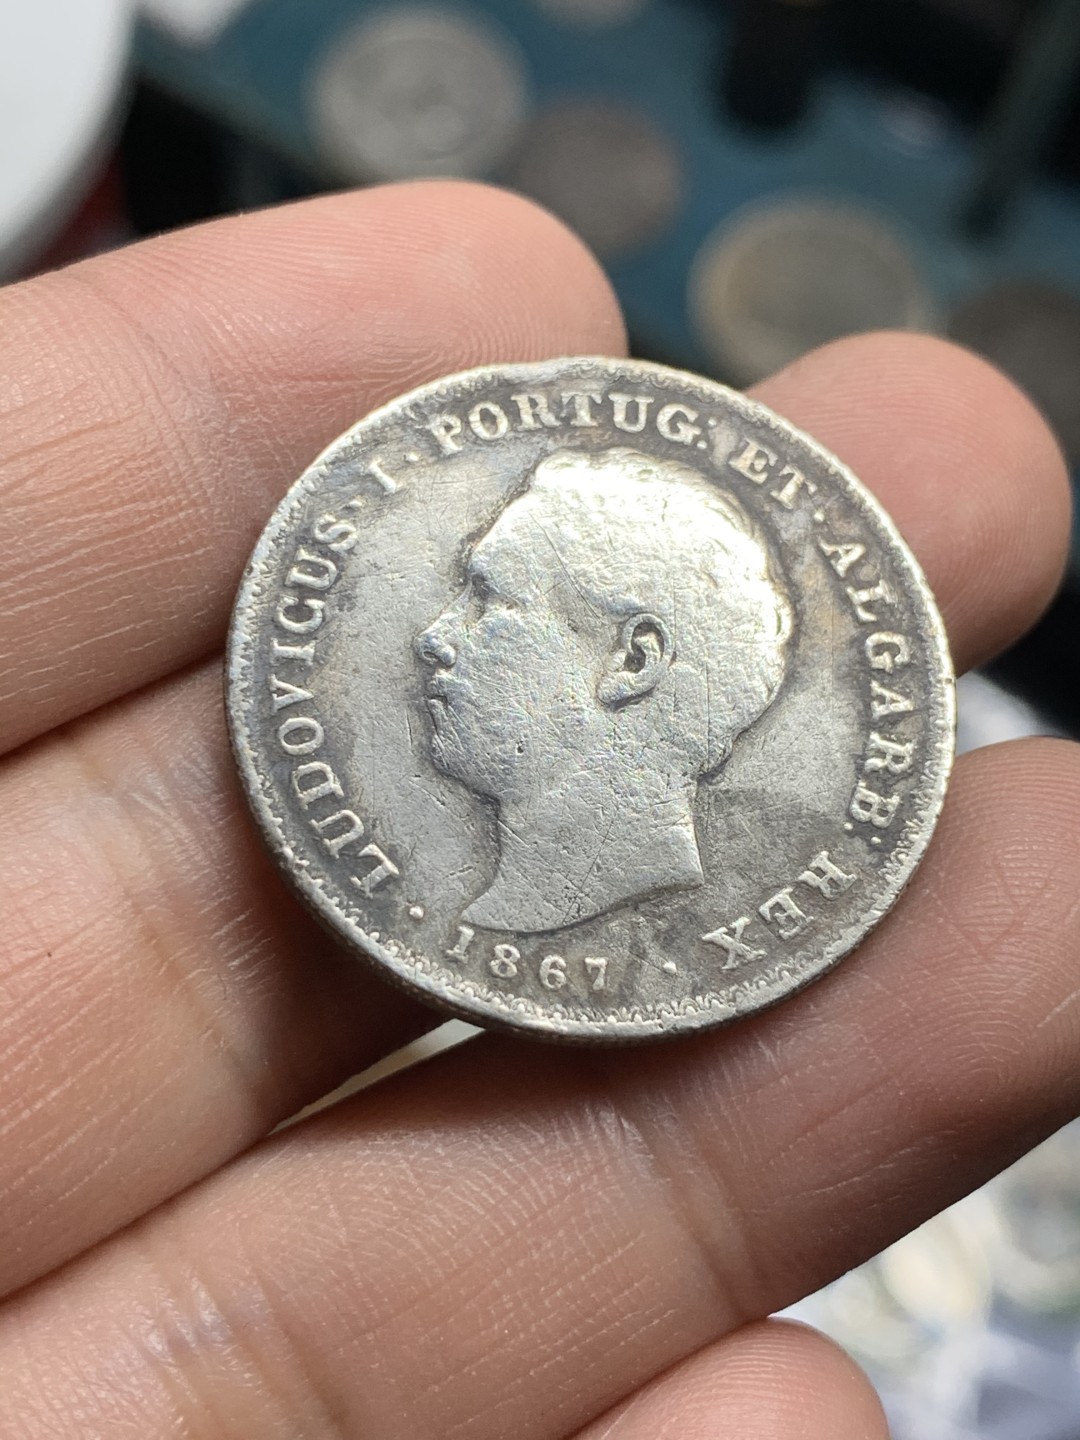 LUDOVICUS · I · PORTUG: ET · ALGARB: REX
· 1867 ·